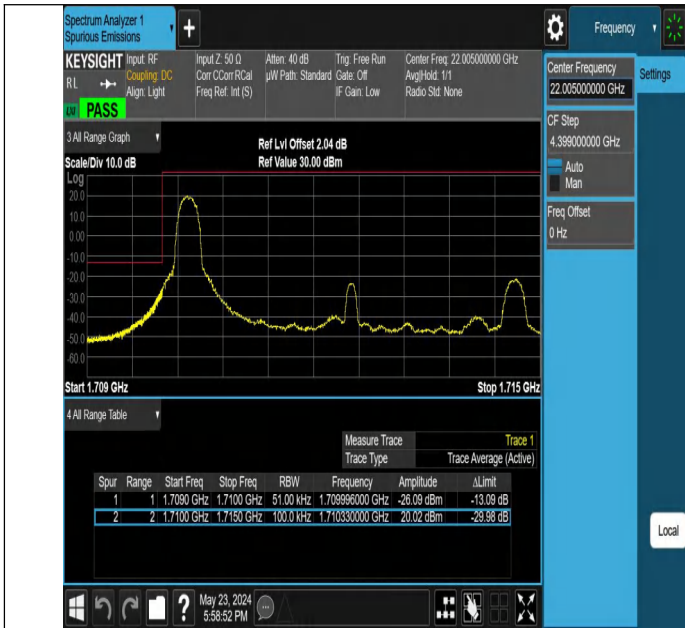 Spectrum Analyzer 1
Spurious Emissions
+
Frequency
KEYSIGHT
RL
Input: RF
Coupling: DC
Align: Light
Input Z: 50 Ω
Corr CCorr RCal
Freq Ref: Int (S)
Atten: 40 dB
µW Path: Standard
Trig: Free Run
Gate: Off
IF Gain: Low
Center Freq: 22.005000000 GHz
Avg|Hold: 1/1
Radio Std: None
PASS
Center Frequency
22.005000000 GHz
Settings
CF Step
4.399000000 GHz
Auto
Man
Freq Offset
0 Hz
3 All Range Graph
Scale/Div 10.0 dB
Ref Lvl Offset 2.04 dB
Ref Value 30.00 dBm
Log
20.0
10.0
0.00
-10.0
-20.0
-30.0
-40.0
-50.0
-60.0
Start 1.709 GHz
Stop 1.715 GHz
4 All Range Table
Measure Trace Trace 1
Trace Type Trace Average (Active)
Spur Range Start Freq Stop Freq RBW Frequency Amplitude ΔLimit
1 1 1.7090 GHz 1.7100 GHz 51.00 kHz 1.709996000 GHz -26.09 dBm -13.09 dB
2 2 1.7100 GHz 1.7150 GHz 100.0 kHz 1.710330000 GHz 20.02 dBm -29.98 dB
Local
?
May 23, 2024
5:58:52 PM